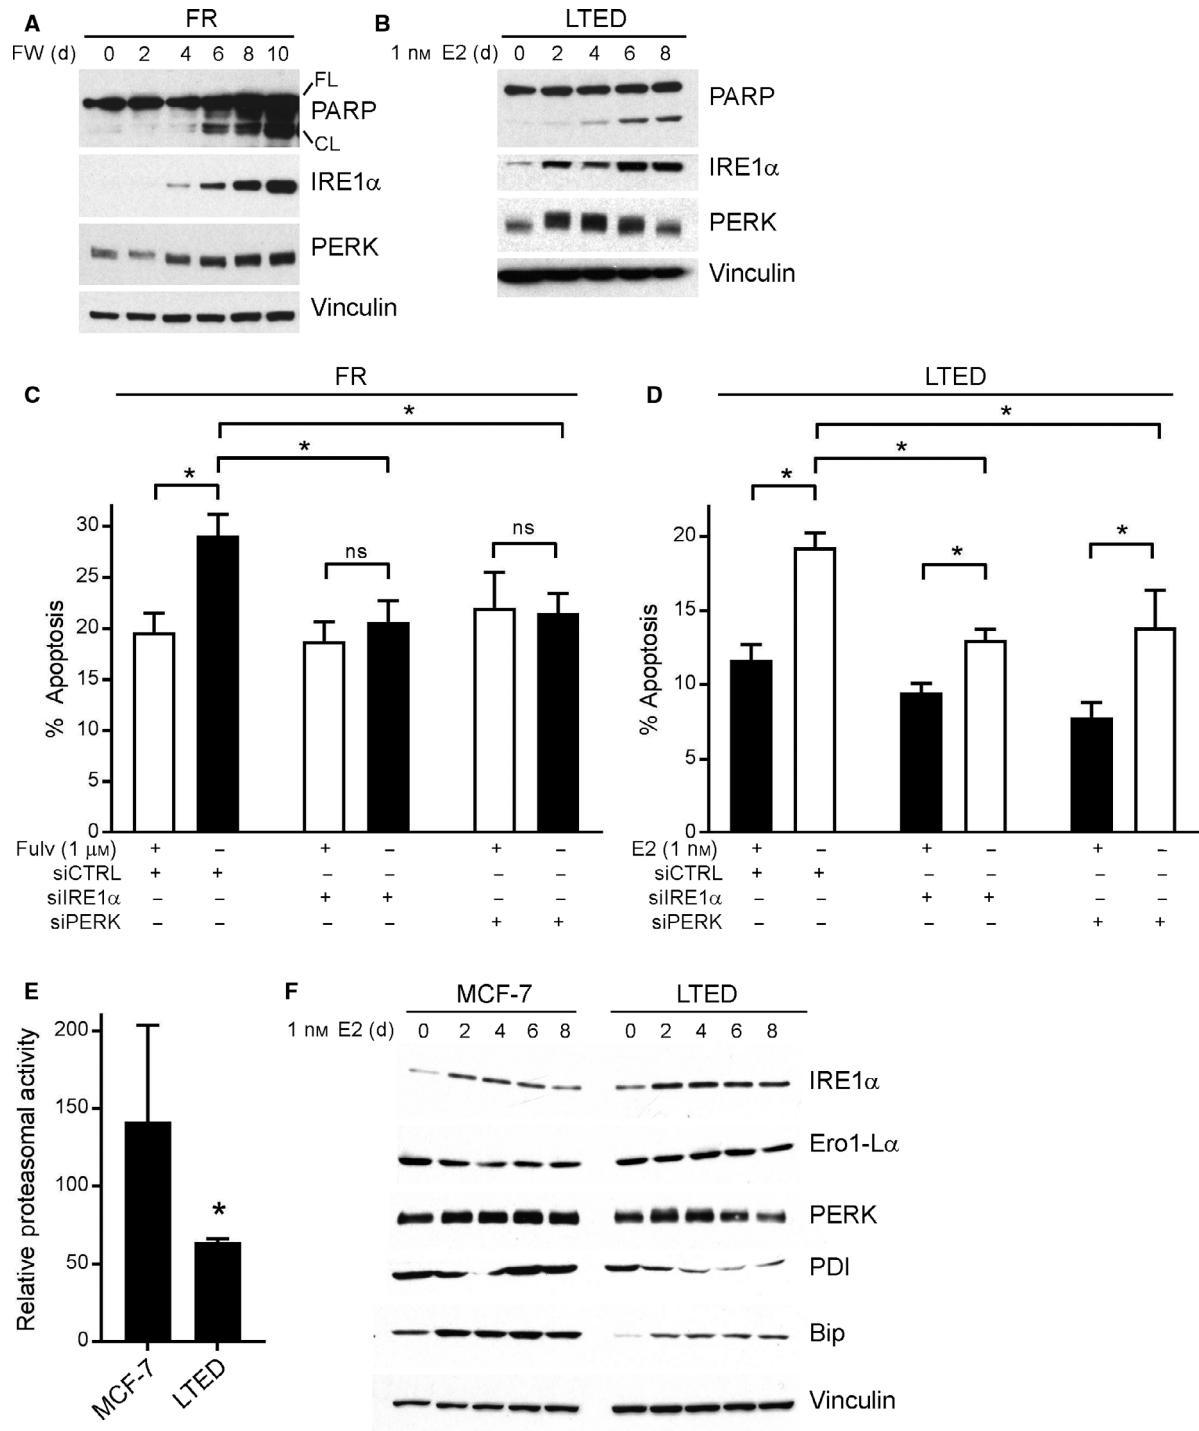 A
FR
FW (d) 0 2 4 6 8 10
FL
PARP
CL
IRE1α
PERK
Vinculin
B
LTED
1 nM E2 (d) 0 2 4 6 8
PARP
IRE1α
PERK
Vinculin
C
FR
*
*
*
ns
ns
% Apoptosis
30
25
20
15
10
5
0
Fulv (1 μM) + – + – + –
siCTRL + + – – – –
siIRE1α – – + + – –
siPERK – – – – + +
D
LTED
*
*
*
*
*
% Apoptosis
20
15
10
5
0
E2 (1 nM) + – + – + –
siCTRL + + – – – –
siIRE1α – – + + – –
siPERK – – – – + +
E
Relative proteasomal activity
200
150
100
50
0
*
MCF-7
LTED
F
MCF-7 LTED
1 nM E2 (d) 0 2 4 6 8 0 2 4 6 8
IRE1α
Ero1-Lα
PERK
PDI
Bip
Vinculin